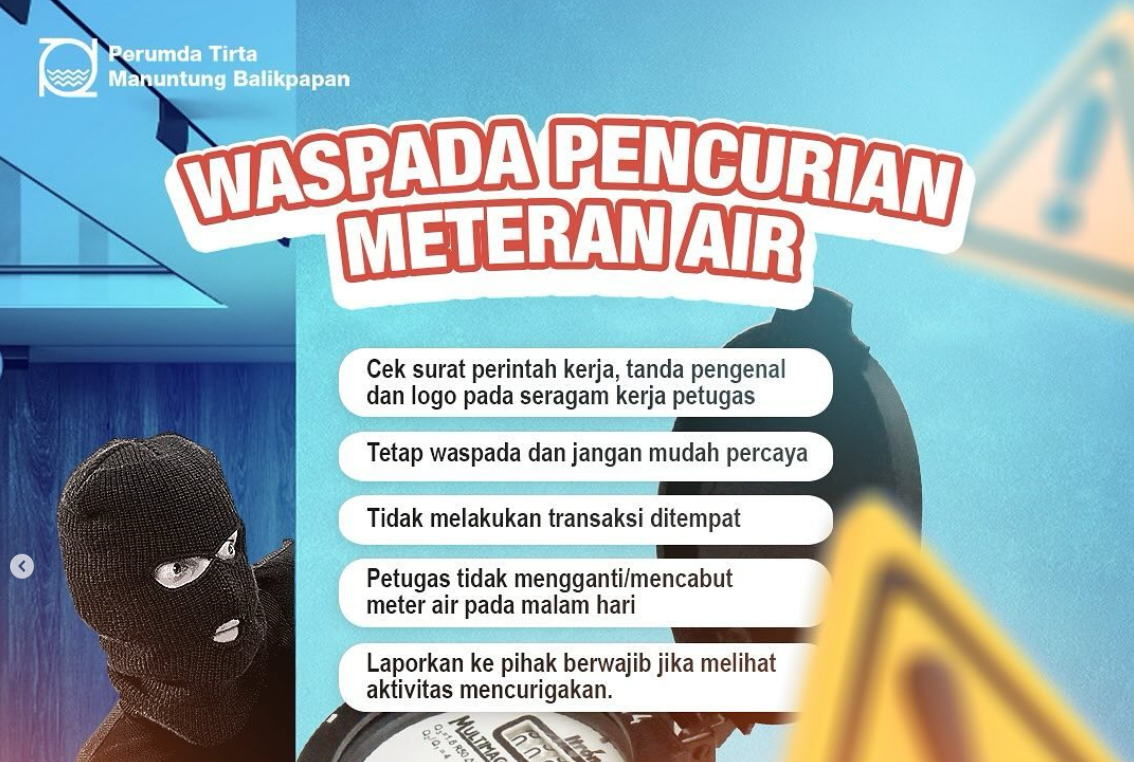 Perumda Tirta
Manuntung Balikpapan
WASPADA PENCURIAN
METERAN AIR
Cek surat perintah kerja, tanda pengenal
dan logo pada seragam kerja petugas
Tetap waspada dan jangan mudah percaya
Tidak melakukan transaksi ditempat
Petugas tidak mengganti/mencabut
meter air pada malam hari
Laporkan ke pihak berwajib jika melihat
aktivitas mencurigakan.
Itrón
MULTIMAG